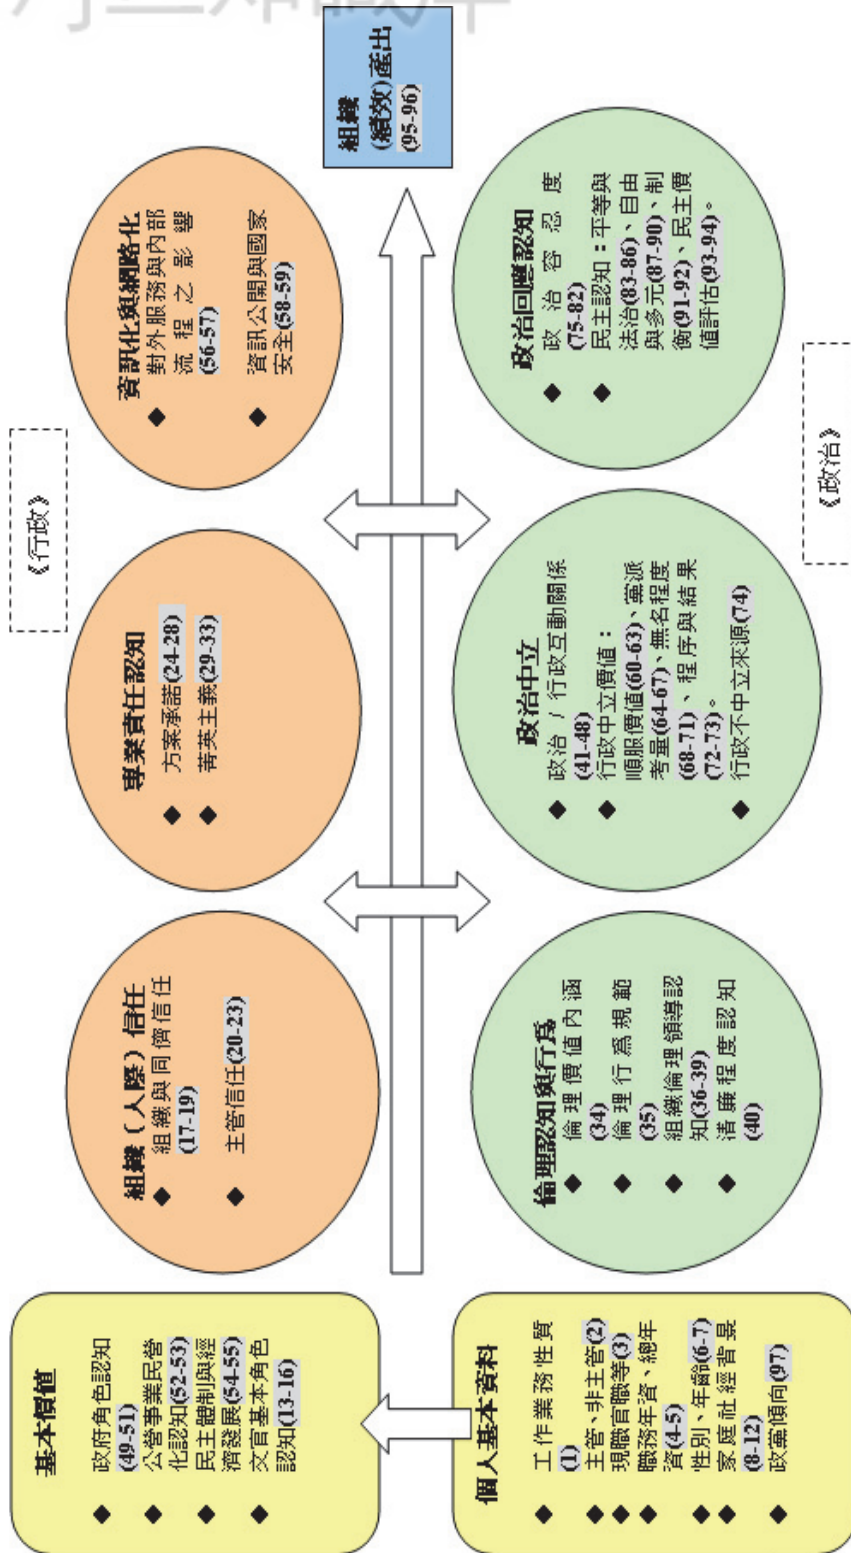 《行政》
基本價值
◆ 政府角色認知
(49-51)
◆ 公營事業民營
化認知(52-53)
◆ 民主體制與經
濟發展(54-55)
◆ 文官基本角色
認知(13-16)
組織（人際）信任
◆ 組織與同儕信任
(17-19)
◆ 主管信任(20-23)
專業責任認知
◆ 方案承諾(24-28)
◆ 菁英主義(29-33)
資訊化與網路化
◆ 對外服務與內部
流程之影響
(56-57)
◆ 資訊公開與國家
安全(58-59)
組織
(績效)產出
(95-96)
個人基本資料
◆ 工作業務性質
(1)
◆ 主管、非主管(2)
◆ 現職官職等(3)
◆ 職務年資、總年
資(4-5)
◆ 性別、年齡(6-7)
◆ 家庭社經背景
(8-12)
◆ 政黨傾向(97)
倫理認知與行為
◆ 倫理價值內涵
(34)
◆ 倫理行為規範
(35)
◆ 組織倫理領導認
知(36-39)
◆ 清廉程度認知
(40)
政治中立
◆ 政治/行政互動關係
(41-48)
◆ 行政中立價值：
順服價值(60-63)、黨派
考量(64-67)、無名程度
(68-71)、程序與結果
(72-73)。
◆ 行政不中立來源(74)
政治回應認知
◆ 政治容忍度
(75-82)
◆ 民主認知：平等與
法治(83-86)、自由
與多元(87-90)、制
衡(91-92)、民主價
值評估(93-94)。
《政治》